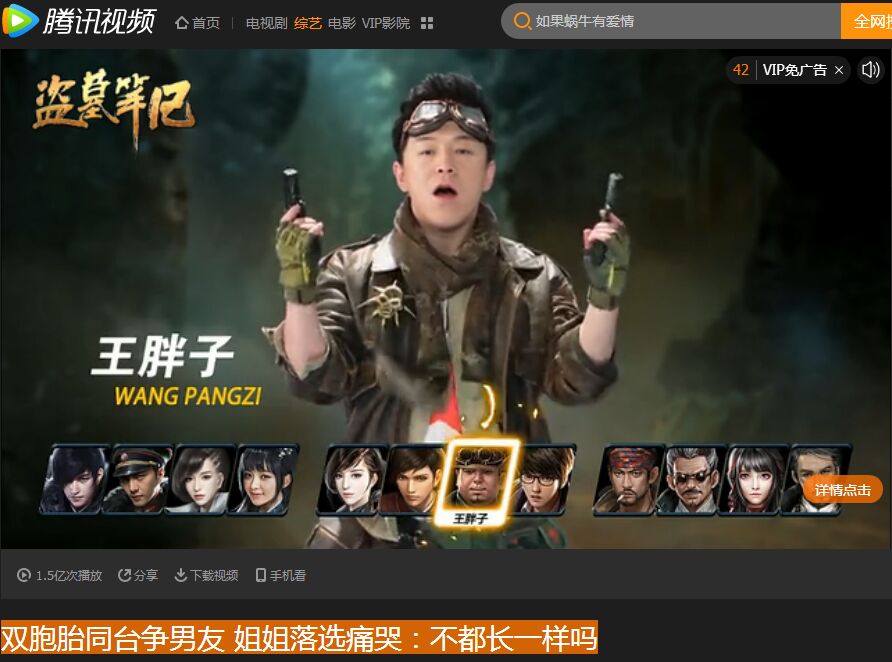 腾讯视频 首页 电视剧 综艺 电影 VIP影院 如果蜗牛有爱情 全网搜
盗墓笔记
42 VIP免广告 ×
王胖子
WANG PANGZI
王胖子
详情点击
1.5亿次播放 分享 下载视频 手机看
双胞胎同台争男友 姐姐落选痛哭：不都长一样吗